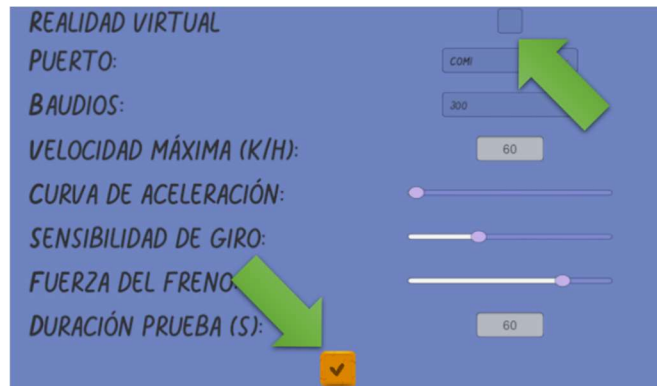 REALIDAD VIRTUAL
PUERTO: COM1
BAUDIOS: 300
VELOCIDAD MÁXIMA (K/H): 60
CURVA DE ACELERACIÓN:
SENSIBILIDAD DE GIRO:
FUERZA DEL FRENO:
DURACIÓN PRUEBA (S): 60